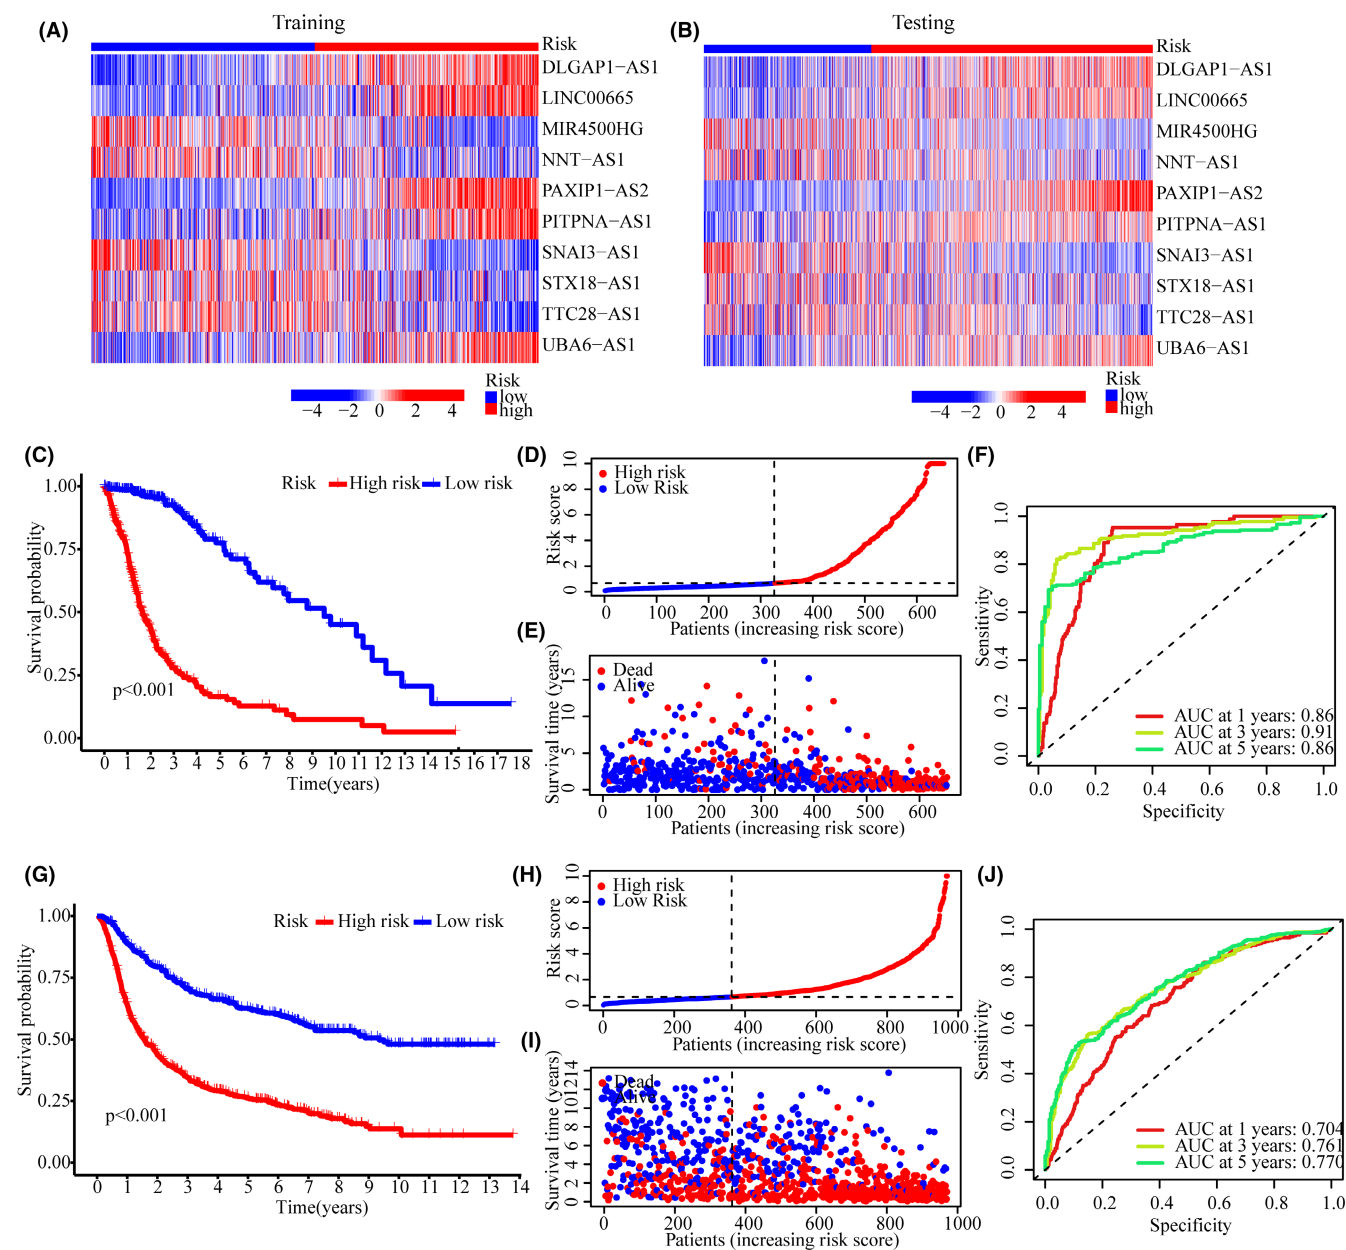 (A)
Training
Risk
DLGAP1−AS1
LINC00665
MIR4500HG
NNT−AS1
PAXIP1−AS2
PITPNA−AS1
SNAI3−AS1
STX18−AS1
TTC28−AS1
UBA6−AS1
−4 −2 0 2 4
Risk
low
high
(B)
Testing
Risk
DLGAP1−AS1
LINC00665
MIR4500HG
NNT−AS1
PAXIP1−AS2
PITPNA−AS1
SNAI3−AS1
STX18−AS1
TTC28−AS1
UBA6−AS1
−4 −2 0 2 4
Risk
low
high
(C)
Risk High risk Low risk
Survival probability
1.00
0.75
0.50
0.25
0.00
p<0.001
0 1 2 3 4 5 6 7 8 9 10 11 12 13 14 15 16 17 18
Time(years)
(D)
High risk
Low Risk
Risk score
0 2 4 6 8 10
0 100 200 300 400 500 600
Patients (increasing risk score)
(E)
Dead
Alive
Survival time (years)
0 5 10 15
0 100 200 300 400 500 600
Patients (increasing risk score)
(F)
Sensitivity
0.0 0.2 0.4 0.6 0.8 1.0
AUC at 1 years: 0.86
AUC at 3 years: 0.91
AUC at 5 years: 0.86
0.0 0.2 0.4 0.6 0.8 1.0
Specificity
(G)
Risk High risk Low risk
Survival probability
1.00
0.75
0.50
0.25
0.00
p<0.001
0 1 2 3 4 5 6 7 8 9 10 11 12 13 14
Time(years)
(H)
High risk
Low Risk
Risk score
0 2 4 6 8 10
0 200 400 600 800 1000
Patients (increasing risk score)
(I)
Dead
Alive
Survival time (years)
0 2 4 6 8 10 12 14
0 200 400 600 800 1000
Patients (increasing risk score)
(J)
Sensitivity
0.0 0.2 0.4 0.6 0.8 1.0
AUC at 1 years: 0.704
AUC at 3 years: 0.761
AUC at 5 years: 0.770
0.0 0.2 0.4 0.6 0.8 1.0
Specificity